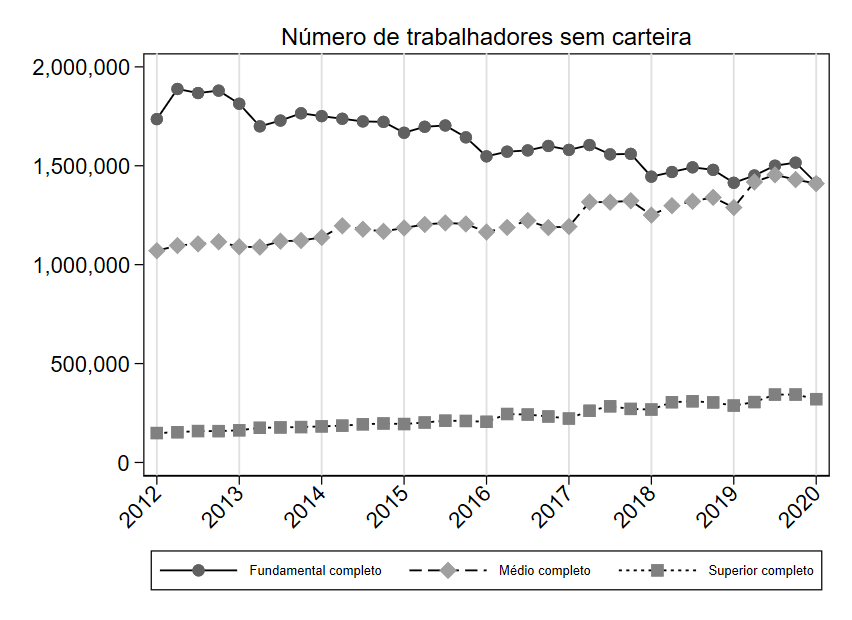 Número de trabalhadores sem carteira
2,000,000
1,500,000
1,000,000
500,000
0
2012 2013 2014 2015 2016 2017 2018 2019 2020
Fundamental completo Médio completo Superior completo